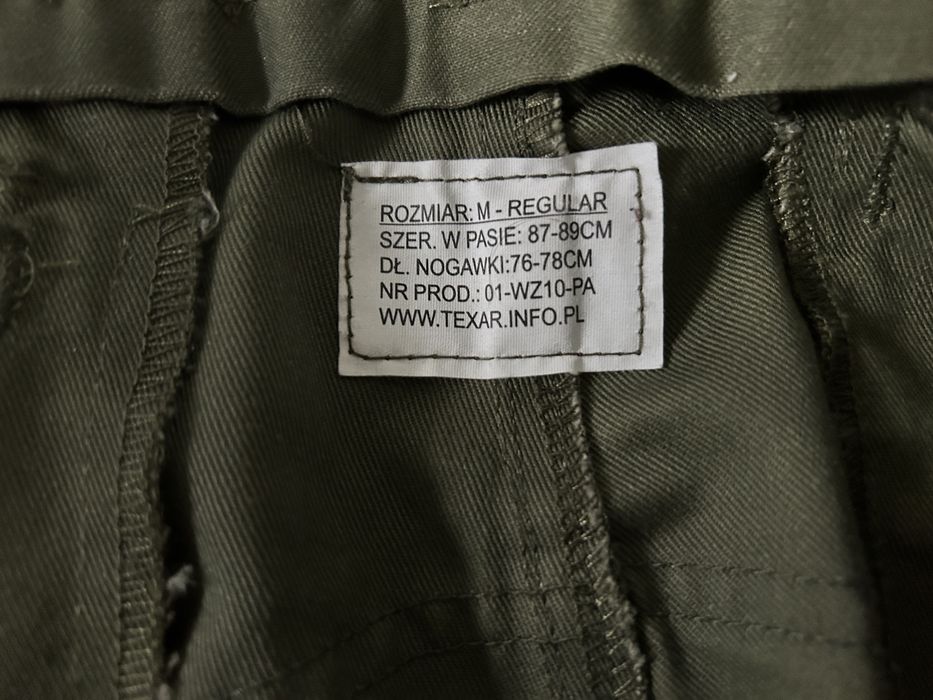 ROZMIAR: M - REGULAR
SZER. W PASIE: 87-89CM
DŁ. NOGAWKI:76-78CM
NR PROD.: 01-WZ10-PA
WWW.TEXAR.INFO.PL